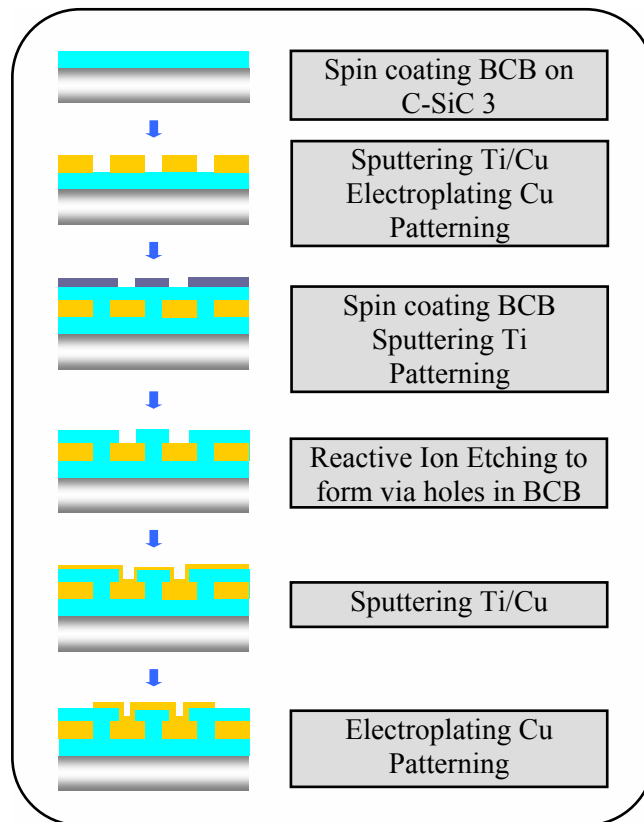 Spin coating BCB on
C-SiC 3
Sputtering Ti/Cu
Electroplating Cu
Patterning
Spin coating BCB
Sputtering Ti
Patterning
Reactive Ion Etching to
form via holes in BCB
Sputtering Ti/Cu
Electroplating Cu
Patterning